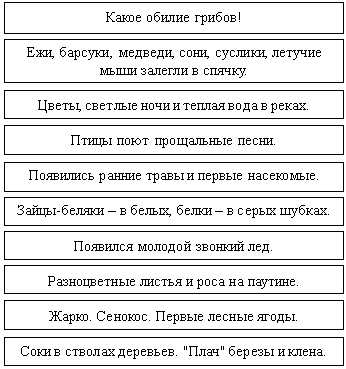 Какое обилие грибов!
Ежи, барсуки, медведи, сони, суслики, летучие
мыши залегли в спячку.
Цветы, светлые ночи и теплая вода в реках.
Птицы поют прощальные песни.
Появились ранние травы и первые насекомые.
Зайцы-беляки – в белых, белки – в серых шубках.
Появился молодой звонкий лед.
Разноцветные листья и роса на паутине.
Жарко. Сенокос. Первые лесные ягоды.
Соки в стволах деревьев. "Плач" березы и клена.